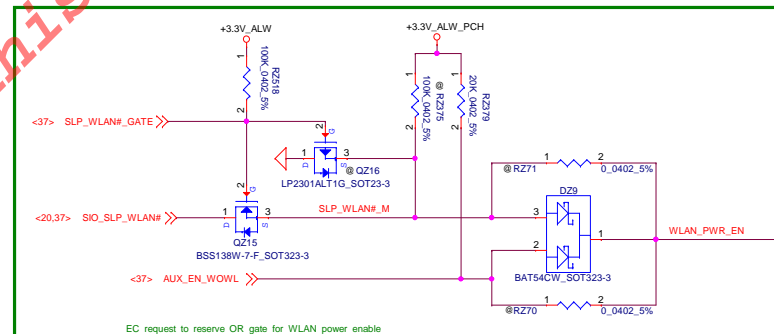 +3.3V_ALW
+3.3V_ALW_PCH
1
RZ518
100K_0402_5%
2
1
@ RZ375
100K_0402_5%
2
1
RZ379
20K_0402_5%
2
<37> SLP_WLAN#_GATE
2
G
1
3
D
S
@ QZ16
LP2301ALT1G_SOT23-3
@RZ71
1
2
0_0402_5%
2
G
DZ9
<20,37> SIO_SLP_WLAN#
1
3
D
S
SLP_WLAN#_M
3
QZ15
BSS138W-7-F_SOT323-3
1
WLAN_PWR_EN
2
<37> AUX_EN_WOWL
BAT54CW_SOT323-3
@RZ70
1
2
0_0402_5%
EC request to reserve OR gate for WLAN power enable